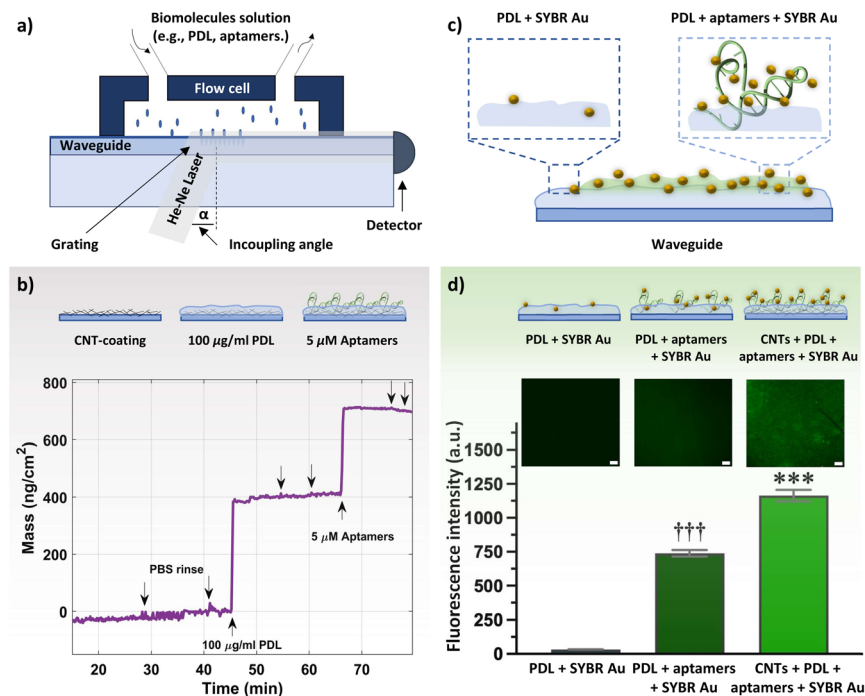 a)
Biomolecules solution
(e.g., PDL, aptamers.)
Flow cell
Waveguide
He-Ne Laser
α
Grating
Incoupling angle
Detector
c)
PDL + SYBR Au
PDL + aptamers + SYBR Au
Waveguide
b)
CNT-coating
100 µg/ml PDL
5 µM Aptamers
800
600
400
200
0
Mass (ng/cm²)
PBS rinse
100 µg/ml PDL
5 µM Aptamers
20
30
40
50
60
70
Time (min)
d)
PDL + SYBR Au
PDL + aptamers
+ SYBR Au
CNTs + PDL +
aptamers + SYBR Au
1500
1250
1000
750
500
250
0
Fluorescence intensity (a.u.)
†††
***
PDL + SYBR Au
PDL + aptamers
+ SYBR Au
CNTs + PDL +
aptamers + SYBR Au